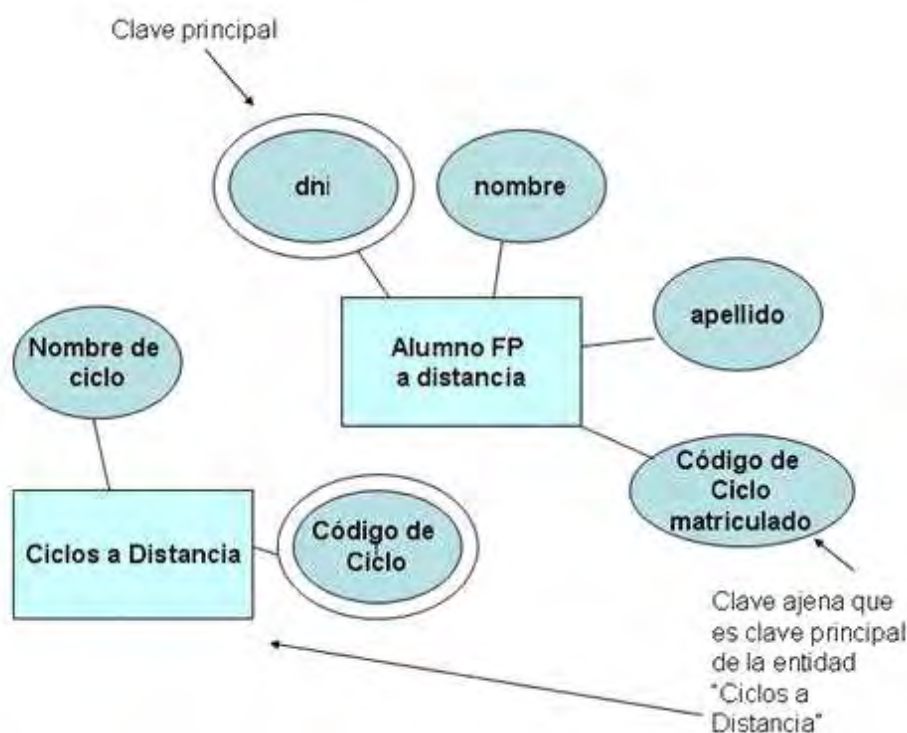 Clave principal
dni
nombre
apellido
Alumno FP
a distancia
Nombre de
ciclo
Código de
Ciclo
matriculado
Ciclos a Distancia
Código de
Ciclo
Clave ajena que
es clave principal
de la entidad
"Ciclos a
Distancia"